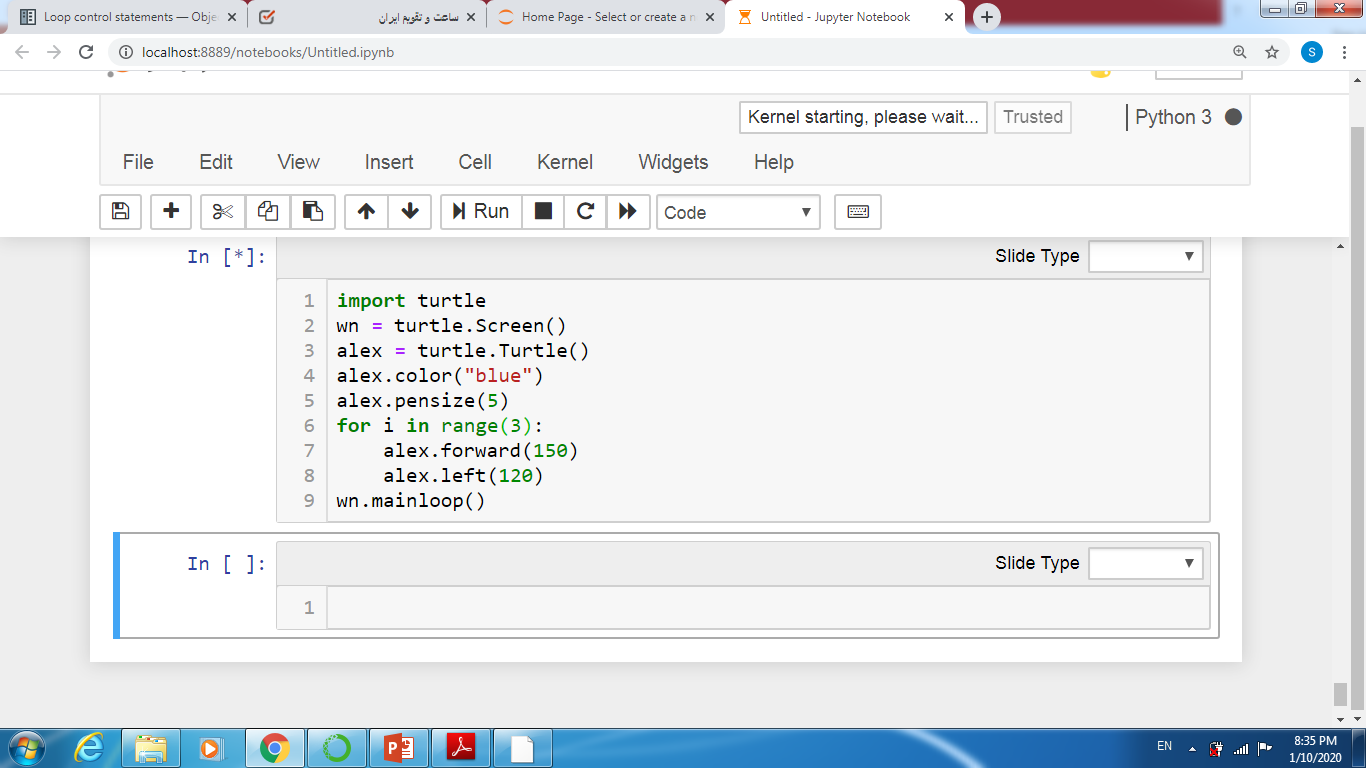 Loop control statements — Obje
ساعت و تقویم ایران
Home Page - Select or create a n
Untitled - Jupyter Notebook
localhost:8889/notebooks/Untitled.ipynb
S
Kernel starting, please wait...
Trusted
Python 3
File
Edit
View
Insert
Cell
Kernel
Widgets
Help
Run
Code
In [*]:
Slide Type
1 import turtle
2 wn = turtle.Screen()
3 alex = turtle.Turtle()
4 alex.color("blue")
5 alex.pensize(5)
6 for i in range(3):
7     alex.forward(150)
8     alex.left(120)
9 wn.mainloop()
In [ ]:
Slide Type
1
EN
8:35 PM
1/10/2020